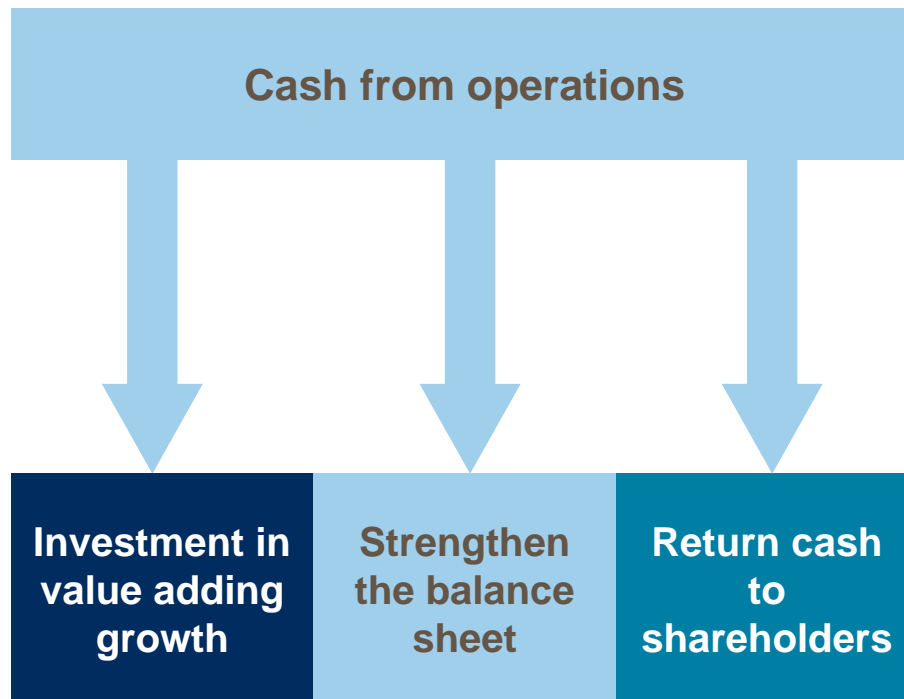 Cash from operations
Investment in
value adding
growth
Strengthen
the balance
sheet
Return cash
to
shareholders